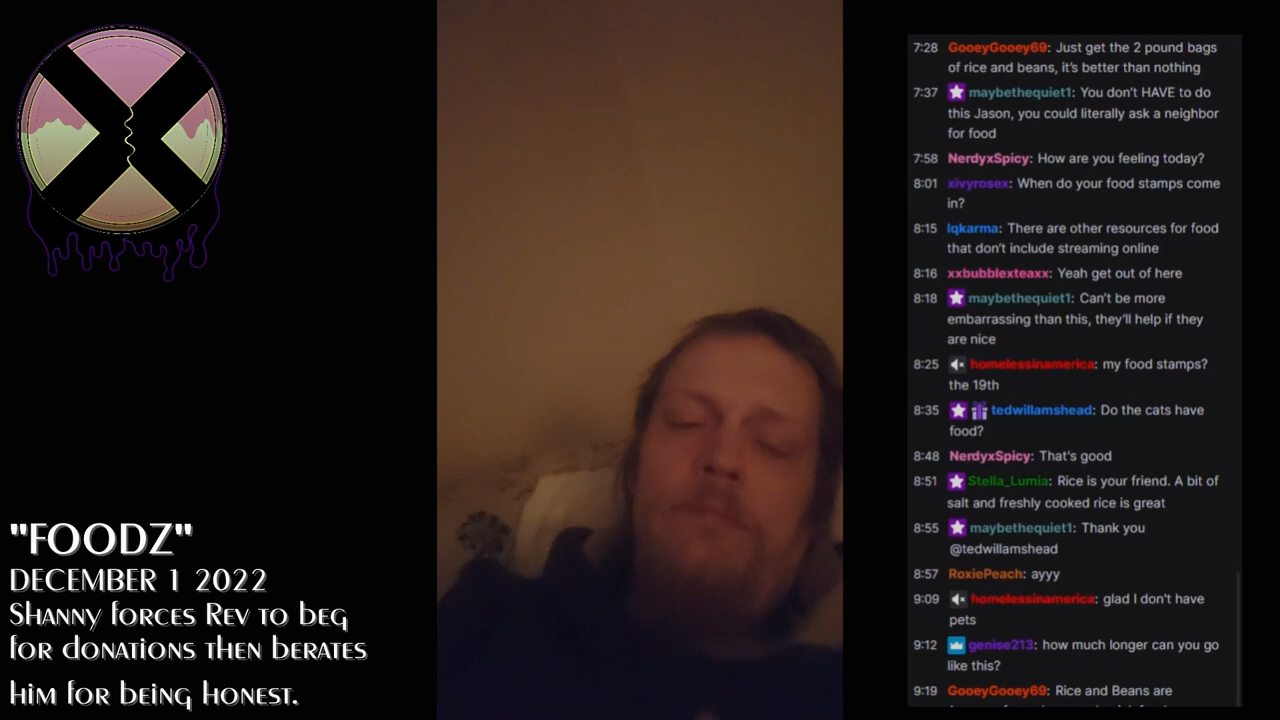 "FOODZ"
DECEMBER 1 2022
Shanny forces Rev to beg
for donations then berates
him for being honest.
7:28 GooeyGooey69: Just get the 2 pound bags
of rice and beans, it's better than nothing
7:37 maybethequiet1: You don't HAVE to do
this Jason, you could literally ask a neighbor
for food
7:58 NerdyxSpicy: How are you feeling today?
8:01 xivyrosex: When do your food stamps come
in?
8:15 lqkarma: There are other resources for food
that don't include streaming online
8:16 xxbubblexteaxx: Yeah get out of here
8:18 maybethequiet1: Can't be more
embarrassing than this, they'll help if they
are nice
8:25 homelessinamerica: my food stamps?
the 19th
8:35 tedwillamshead: Do the cats have
food?
8:48 NerdyxSpicy: That's good
8:51 Stella_Lumia: Rice is your friend. A bit of
salt and freshly cooked rice is great
8:55 maybethequiet1: Thank you
@tedwillamshead
8:57 RoxiePeach: ayyy
9:09 homelessinamerica: glad I don't have
pets
9:12 genise213: how much longer can you go
like this?
9:19 GooeyGooey69: Rice and Beans are